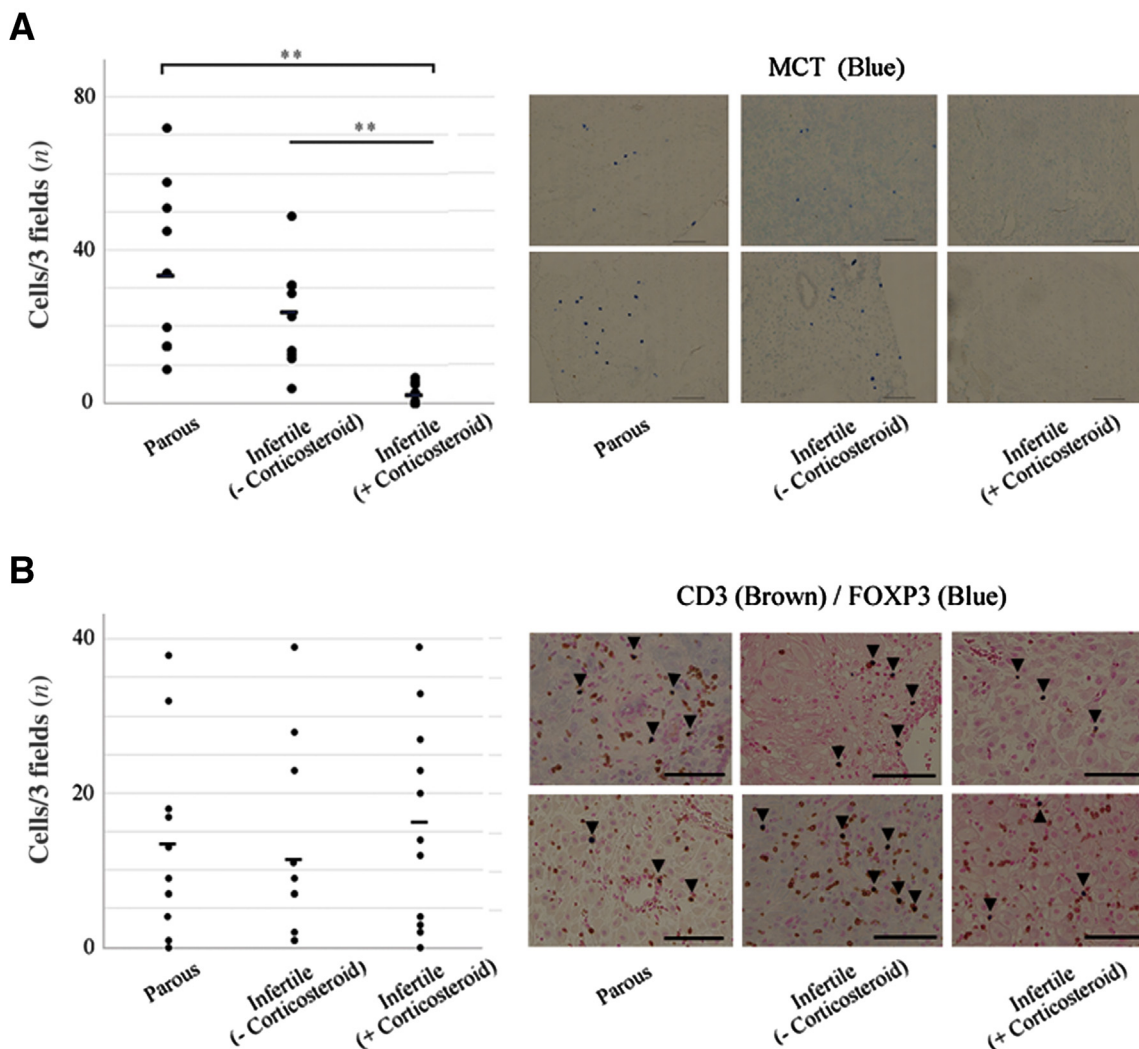 A
**
**
80
40
0
Cells/3 fields (n)
Parous
Infertile
(- Corticosteroid)
Infertile
(+ Corticosteroid)
MCT (Blue)
Parous
Infertile
(- Corticosteroid)
Infertile
(+ Corticosteroid)
B
40
20
0
Cells/3 fields (n)
Parous
Infertile
(- Corticosteroid)
Infertile
(+ Corticosteroid)
CD3 (Brown) / FOXP3 (Blue)
Parous
Infertile
(- Corticosteroid)
Infertile
(+ Corticosteroid)